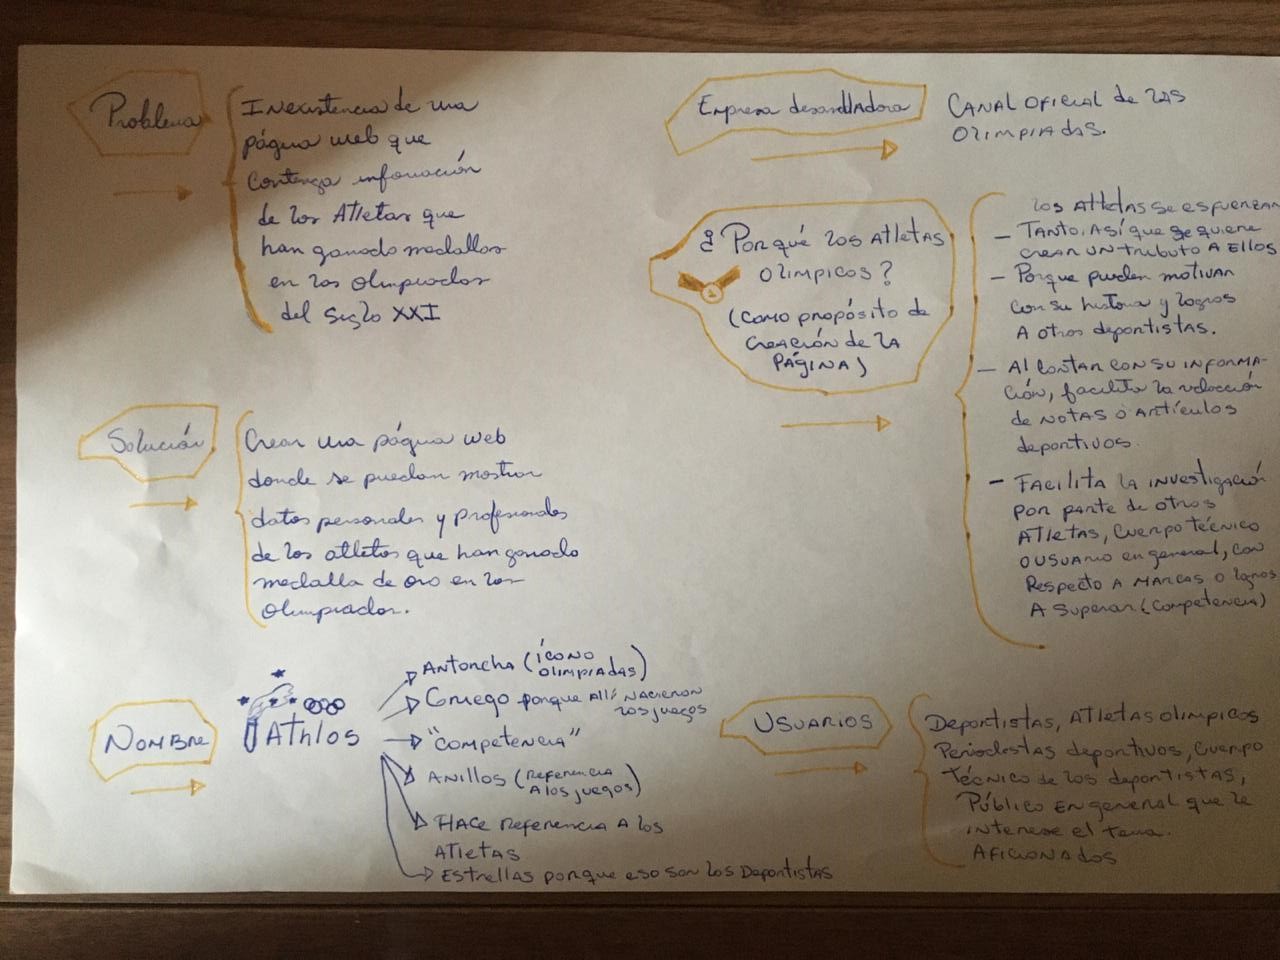 Problema
Inexistencia de una
página web que
contenga información
de los Atletas que
han ganado medallas
en las olimpiadas
del siglo XXI
Empresa desarrolladora
CANAL OFICIAL de LAS
OLIMPIADAS.
¿ Porqué los Atletas
OLIMPICOS ?
(COMO PROPÓSITO de
CREACIÓN de LA
PÁGINA)
los Atletas se esfuerzan
- TANTO, ASÍ que se quiere
crear UN TRIBUTO A ELLOS
- Porque pueden motivar
con su historia y logros
A otros deportistas.
- Al contar con su INFORMA-
ción, facilita la redacción
de NOTAS o Artículos
deportivos.
- FACILITA LA INVESTIGACIÓN
por parte de otros
Atletas, Cuerpo técnico
o USUARIO en general, con
Respecto A MARCAS o logros
A Superar (competencia)
Solución
Crear una página web
donde se puedan mostrar
datos personales y profesionales
de los atletas que han ganado
medalla de oro en las
olimpiadas.
NOMBRE
AThlos
ANTORCHA (ÍCONO
OLIMPIADAS)
Griego porque Allí NACIERON
los juegos
"COMPETENCIA"
ANILLOS (REFERENCIA
A los juegos)
HACE Referencia A los
Atletas
ESTRELLAS porque eso son los Deportistas
USUARIOS
Deportistas, Atletas olimpicos
Periodistas deportivos, cuerpo
Técnico de los deportistas,
Público EN general que le
interese el tema.
AFICIONADOS